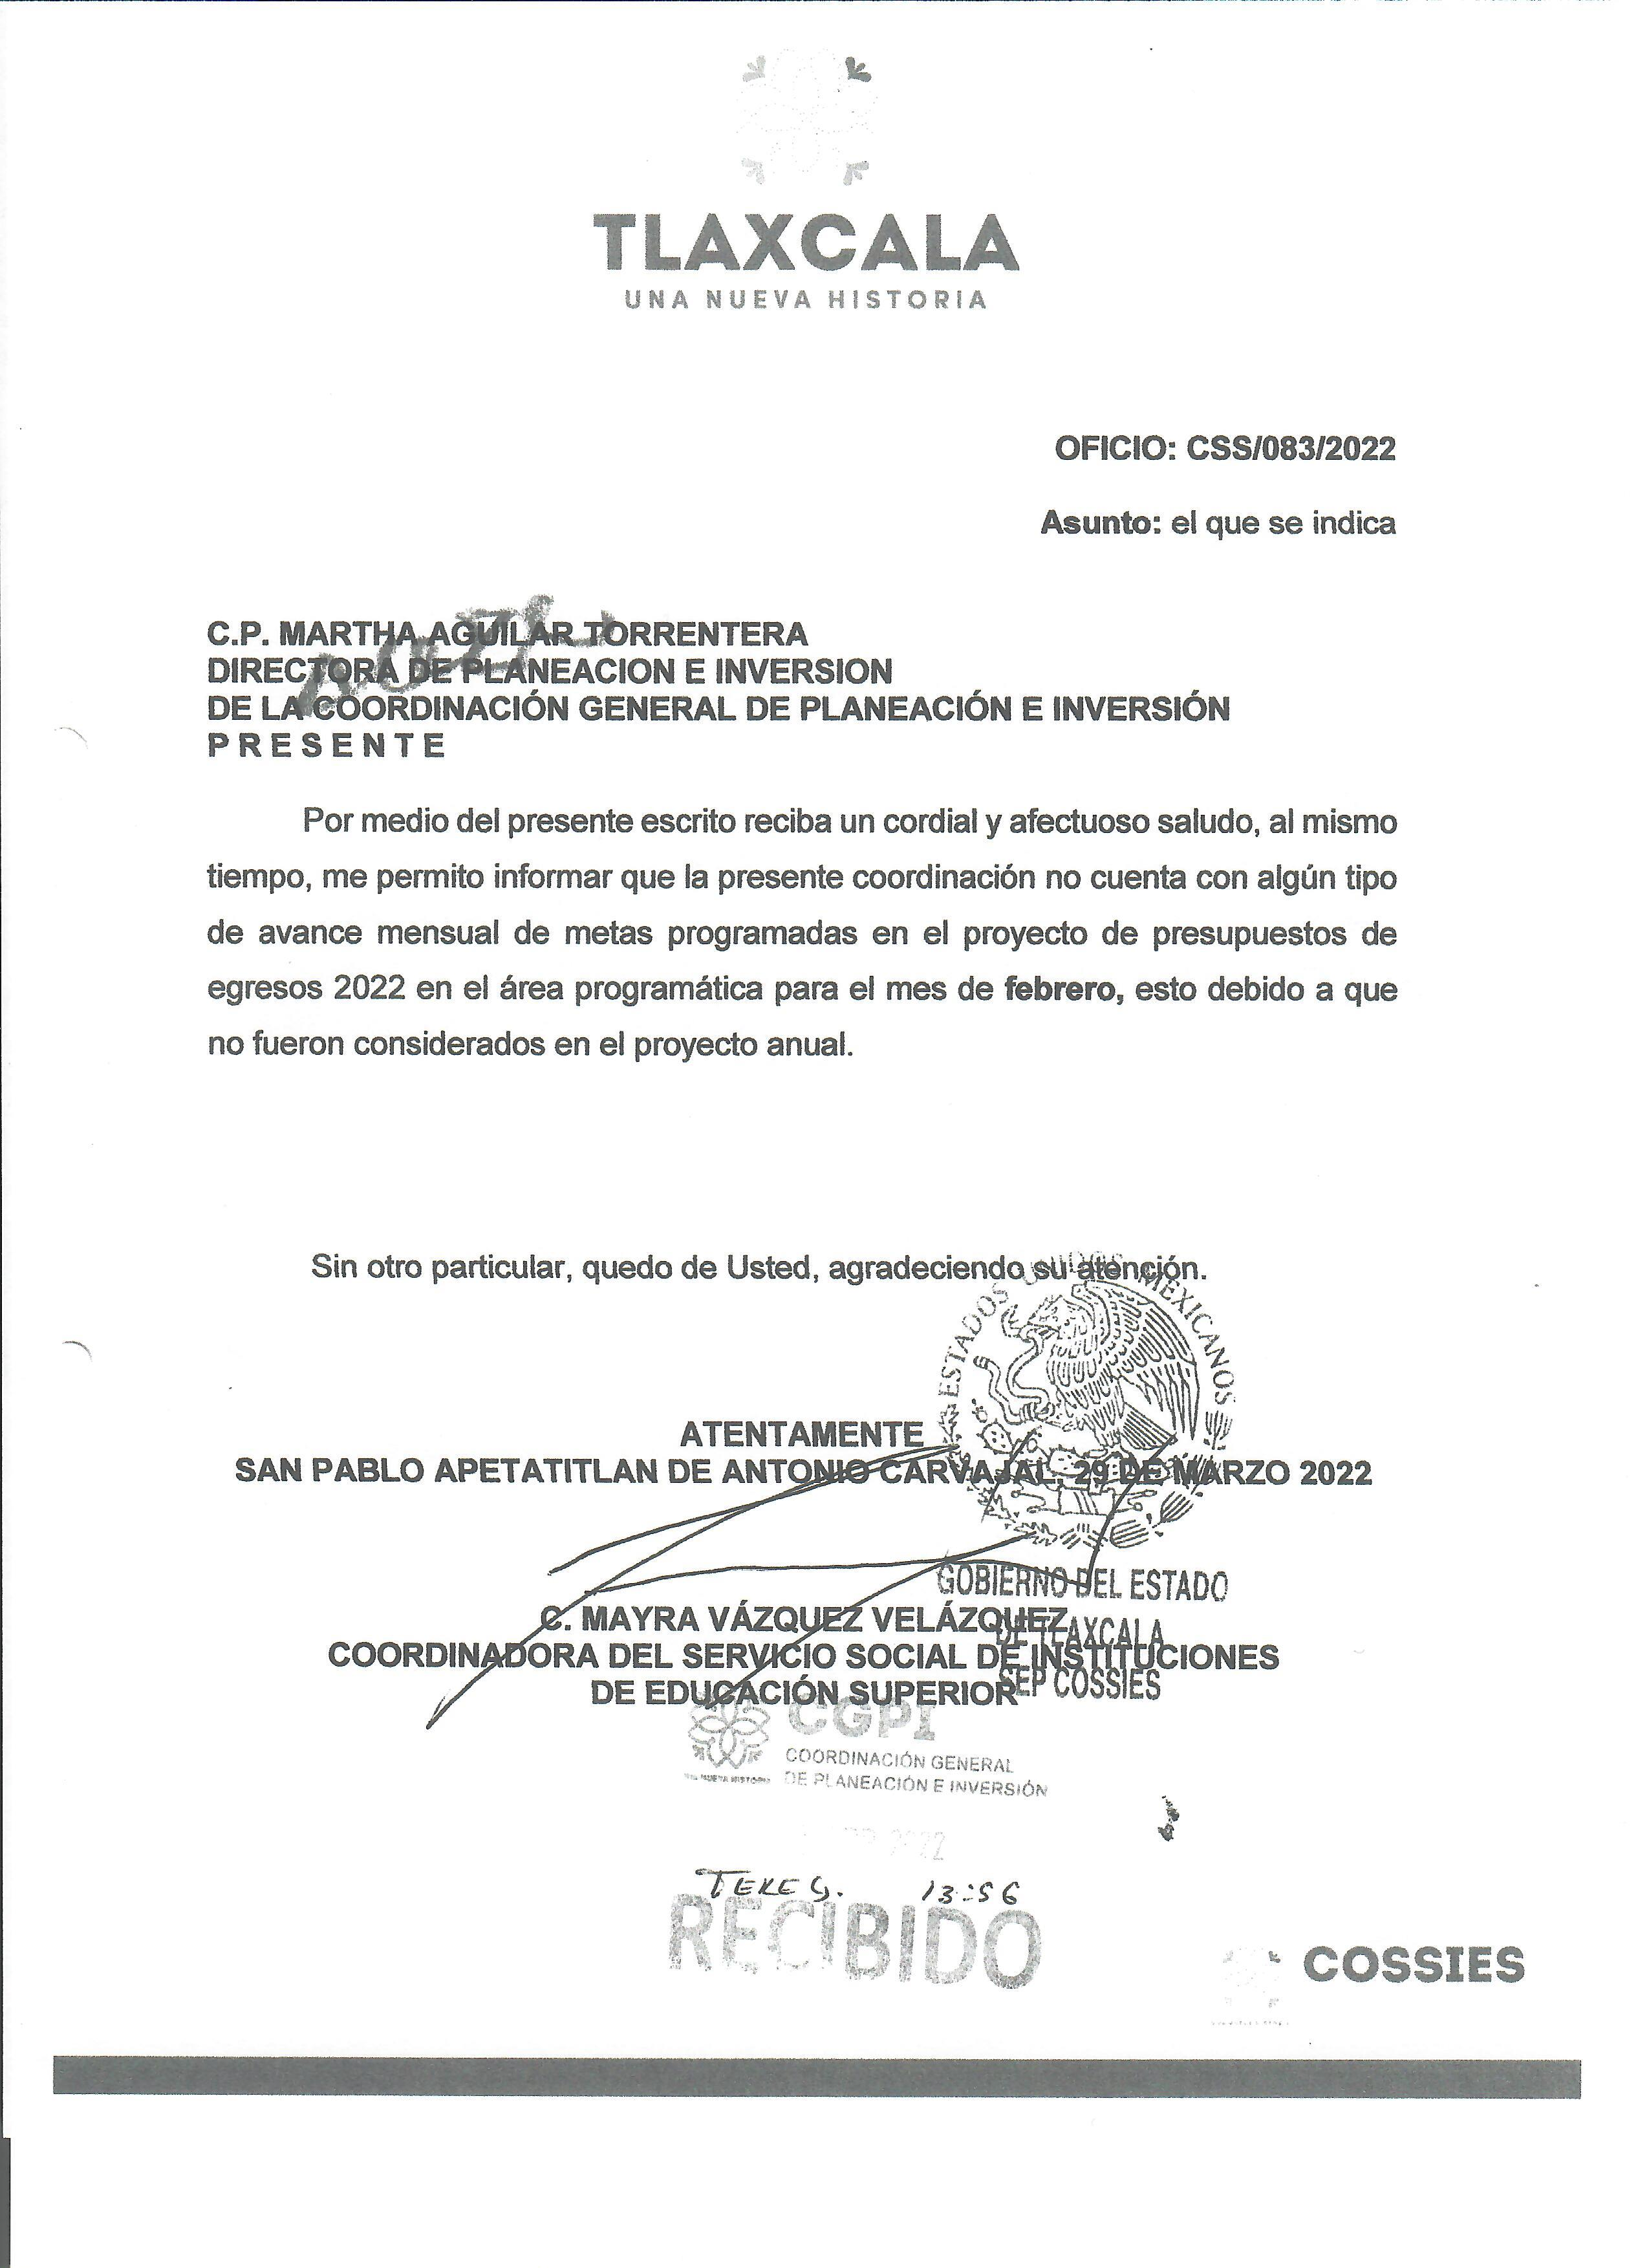 TLAXCALA
UNA NUEVA HISTORIA
OFICIO: CSS/083/2022
Asunto: el que se indica
C.P. MARTHA AGUILAR TORRENTERA
DIRECTORA DE PLANEACION E INVERSION
DE LA COORDINACIÓN GENERAL DE PLANEACIÓN E INVERSIÓN
P R E S E N T E
Por medio del presente escrito reciba un cordial y afectuoso saludo, al mismo
tiempo, me permito informar que la presente coordinación no cuenta con algún tipo
de avance mensual de metas programadas en el proyecto de presupuestos de
egresos 2022 en el área programática para el mes de febrero, esto debido a que
no fueron considerados en el proyecto anual.
Sin otro particular, quedo de Usted, agradeciendo su atención.
ESTADOS UNIDOS MEXICANOS
ATENTAMENTE
SAN PABLO APETATITLAN DE ANTONIO CARVAJAL, 29 DE MARZO 2022
GOBIERNO DEL ESTADO
DE TLAXCALA
SEP COSSIES
C. MAYRA VÁZQUEZ VELÁZQUEZ
COORDINADORA DEL SERVICIO SOCIAL DE INSTITUCIONES
DE EDUCACIÓN SUPERIOR
CGPI
COORDINACIÓN GENERAL
DE PLANEACIÓN E INVERSIÓN
UNA NUEVA HISTORIA
13:56
RECIBIDO
COSSIES